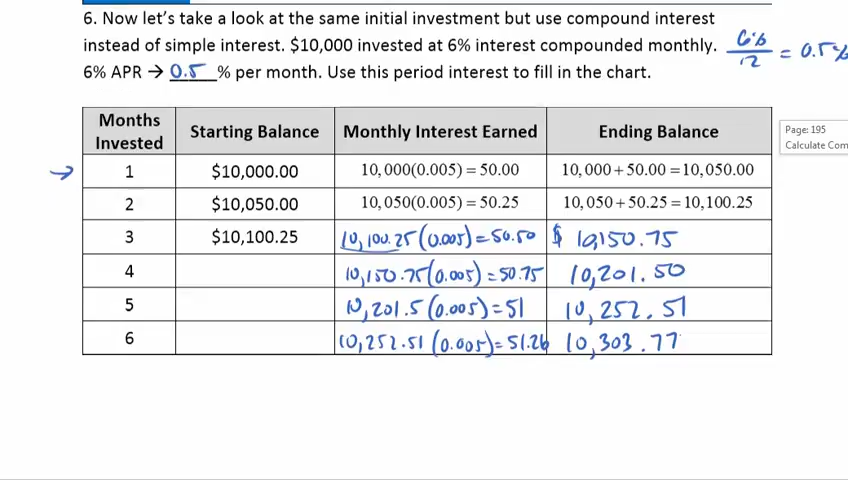 6. Now let's take a look at the same initial investment but use compound interest
instead of simple interest. $10,000 invested at 6% interest compounded monthly.
6% / 12 = 0.5%
6% APR → 0.5 % per month. Use this period interest to fill in the chart.
Months Invested | Starting Balance | Monthly Interest Earned | Ending Balance
1 | $10,000.00 | 10,000(0.005) = 50.00 | 10,000 + 50.00 = 10,050.00
2 | $10,050.00 | 10,050(0.005) = 50.25 | 10,050 + 50.25 = 10,100.25
3 | $10,100.25 | 10,100.25(0.005) = 50.50 | $ 10,150.75
4 | | 10,150.75(0.005) = 50.75 | 10,201.50
5 | | 10,201.5(0.005) = 51 | 10,252.51
6 | | 10,252.51(0.005) = 51.26 | 10,303.77
Page: 195
Calculate Com